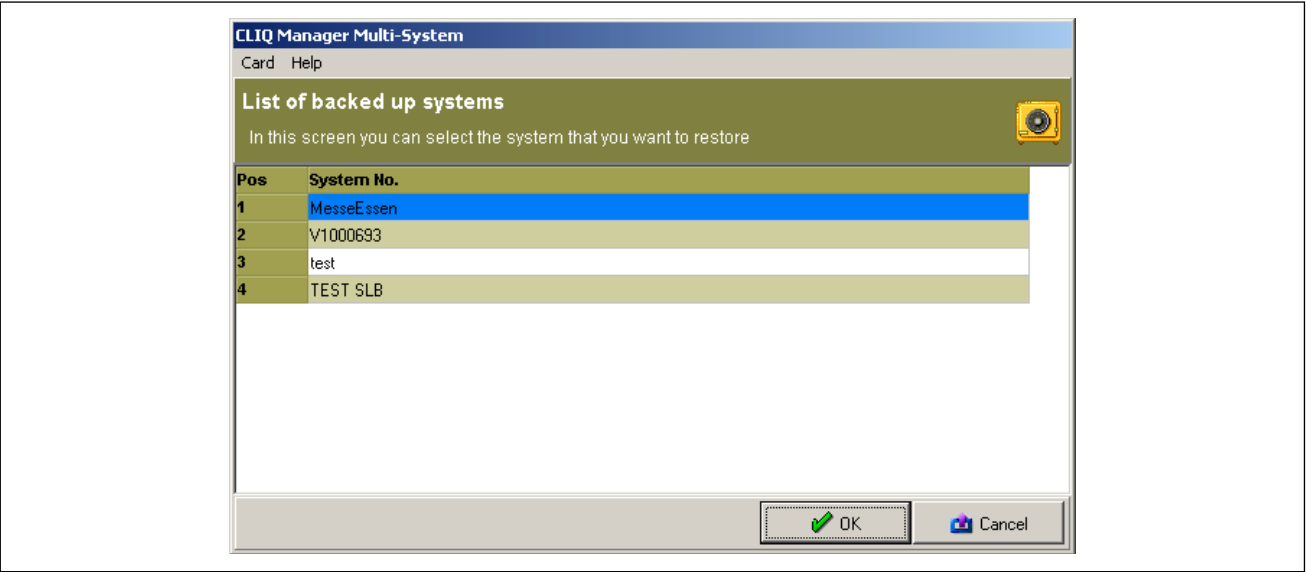 CLIQ Manager Multi-System
Card Help
List of backed up systems
In this screen you can select the system that you want to restore
Pos System No.
1 MesseEssen
2 V1000693
3 test
4 TEST SLB
OK Cancel